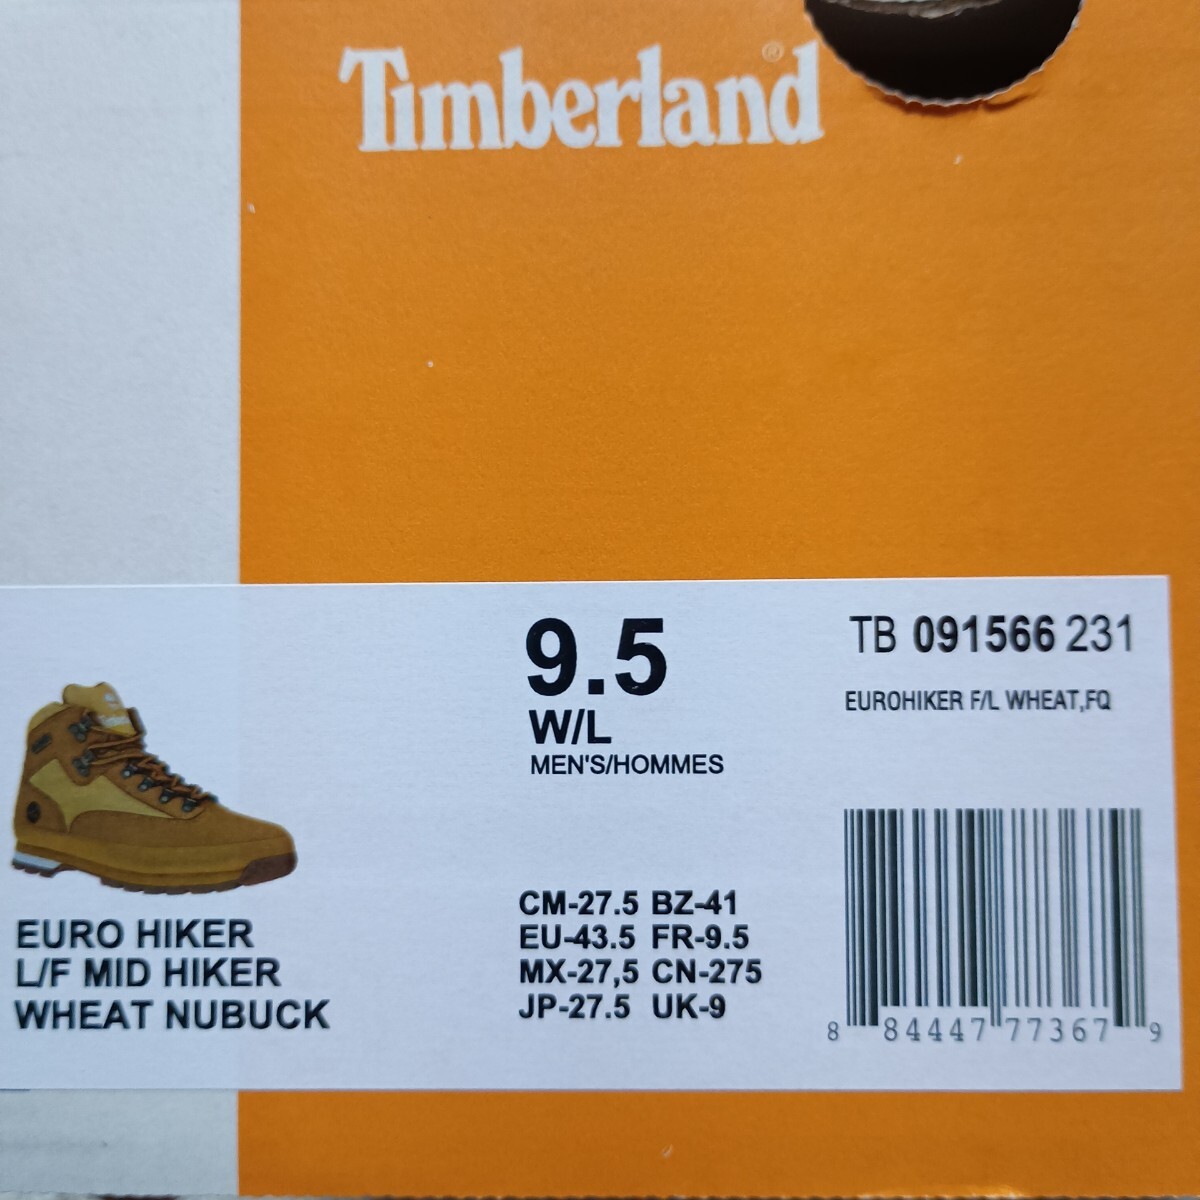 Timberland®
9.5
W/L
MEN'S/HOMMES
TB 091566 231
EUROHIKER F/L WHEAT,FQ
EURO HIKER
L/F MID HIKER
WHEAT NUBUCK
CM-27.5 BZ-41
EU-43.5 FR-9.5
MX-27,5 CN-275
JP-27.5 UK-9
8 84447 77367 9